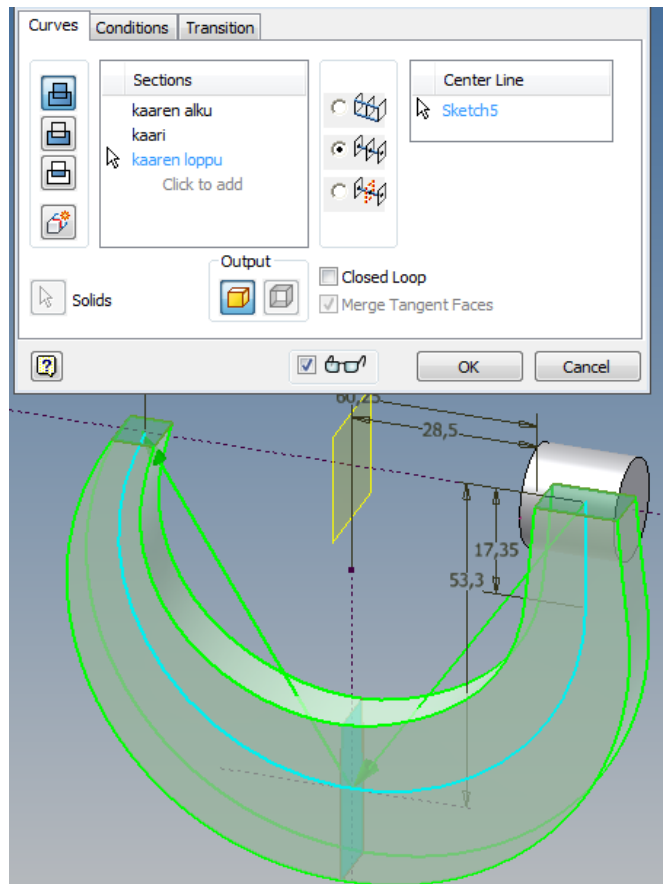 Curves Conditions Transition
Sections
kaaren alku
kaari
kaaren loppu
Click to add
Center Line
Sketch5
Solids
Output
Closed Loop
Merge Tangent Faces
OK Cancel
60,25
28,5
17,35
53,3